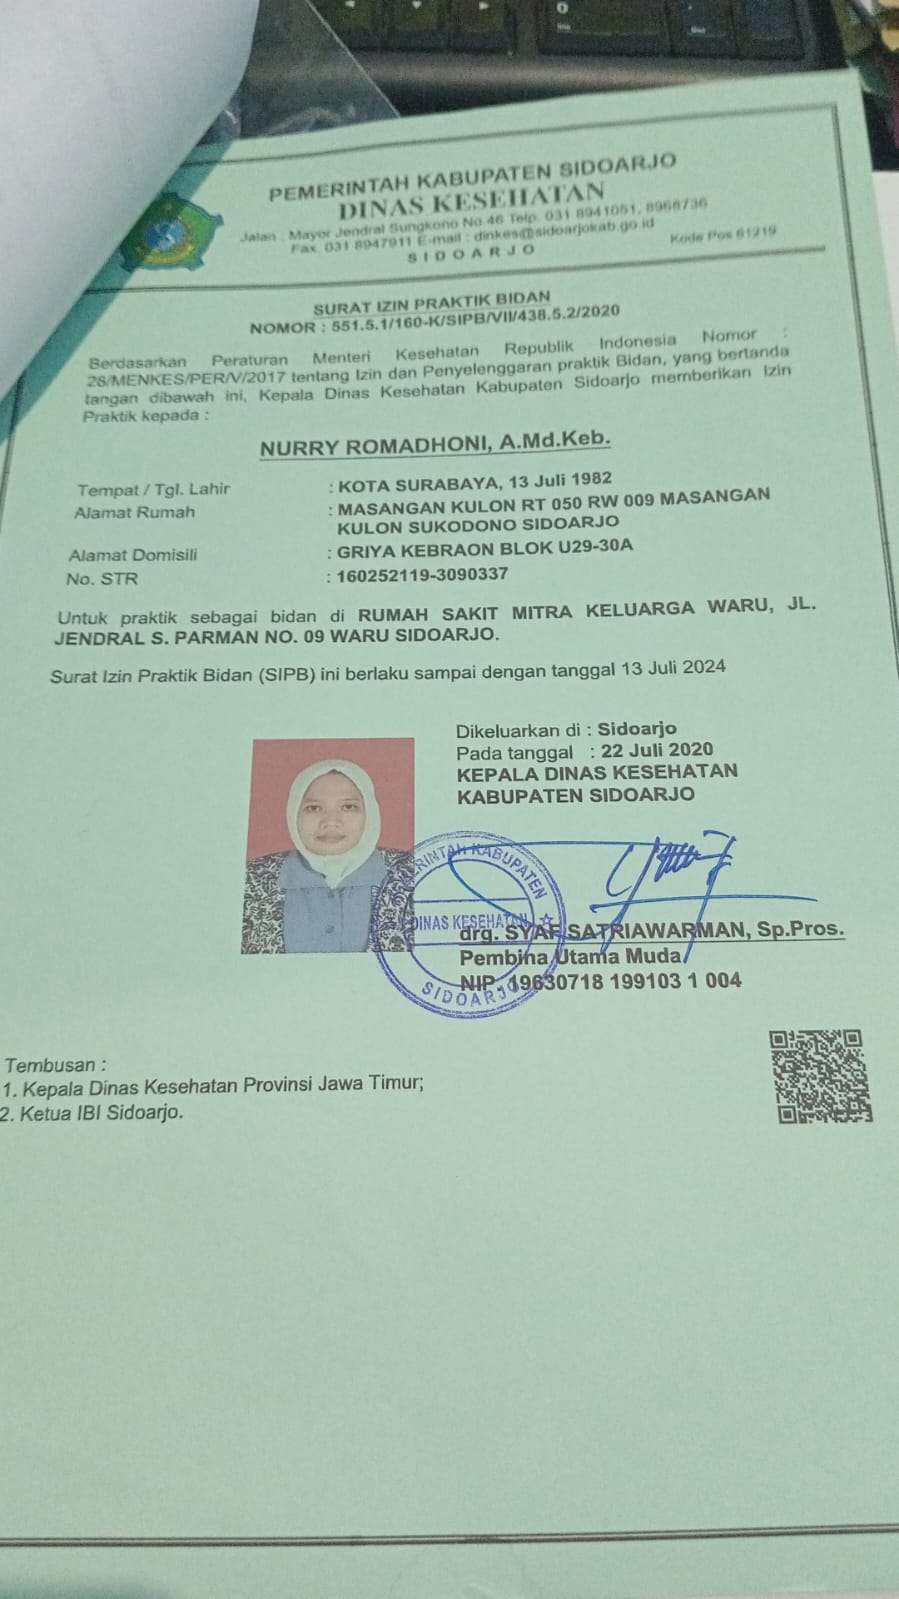 PEMERINTAH KABUPATEN SIDOARJO
DINAS KESEHATAN
Jalan : Mayor Jendral Sungkono No.46 Telp. 031 8941051, 8968736
Fax. 031 8947911 E-mail : dinkes@sidoarjokab.go.id
Kode Pos 61219
SIDOARJO
SURAT IZIN PRAKTIK BIDAN
NOMOR : 551.5.1/160-K/SIPB/VII/438.5.2/2020
Berdasarkan Peraturan Menteri Kesehatan Republik Indonesia Nomor :
28/MENKES/PER/V/2017 tentang Izin dan Penyelenggaran praktik Bidan, yang bertanda
tangan dibawah ini, Kepala Dinas Kesehatan Kabupaten Sidoarjo memberikan Izin
Praktik kepada :
NURRY ROMADHONI, A.Md.Keb.
Tempat / Tgl. Lahir : KOTA SURABAYA, 13 Juli 1982
Alamat Rumah : MASANGAN KULON RT 050 RW 009 MASANGAN
KULON SUKODONO SIDOARJO
Alamat Domisili : GRIYA KEBRAON BLOK U29-30A
No. STR : 160252119-3090337
Untuk praktik sebagai bidan di RUMAH SAKIT MITRA KELUARGA WARU, JL.
JENDRAL S. PARMAN NO. 09 WARU SIDOARJO.
Surat Izin Praktik Bidan (SIPB) ini berlaku sampai dengan tanggal 13 Juli 2024
Dikeluarkan di : Sidoarjo
Pada tanggal : 22 Juli 2020
KEPALA DINAS KESEHATAN
KABUPATEN SIDOARJO
KABUPATEN
DINAS KESEHATAN
SIDOARJO
drg. SYAF SATRIAWARMAN, Sp.Pros.
Pembina Utama Muda
NIP. 19630718 199103 1 004
Tembusan :
1. Kepala Dinas Kesehatan Provinsi Jawa Timur;
2. Ketua IBI Sidoarjo.